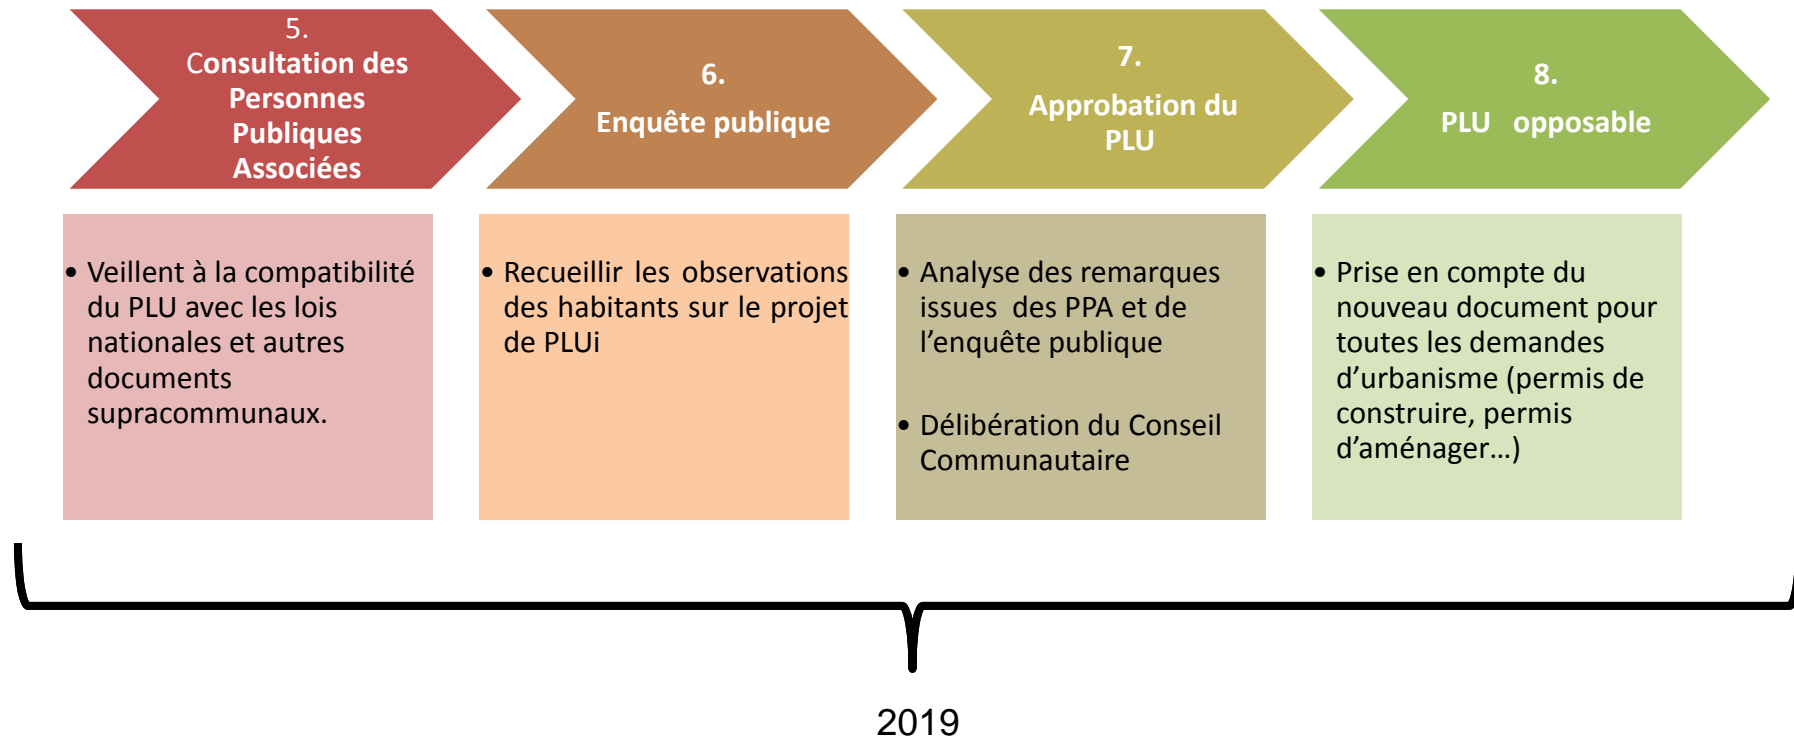 5.
Consultation des
Personnes
Publiques
Associées
6.
Enquête publique
7.
Approbation du
PLU
8.
PLU opposable
• Veillent à la compatibilité
du PLU avec les lois
nationales et autres
documents
supracommunaux.
• Recueillir les observations
des habitants sur le projet
de PLUi
• Analyse des remarques
issues des PPA et de
l’enquête publique
• Délibération du Conseil
Communautaire
• Prise en compte du
nouveau document pour
toutes les demandes
d’urbanisme (permis de
construire, permis
d’aménager…)
2019